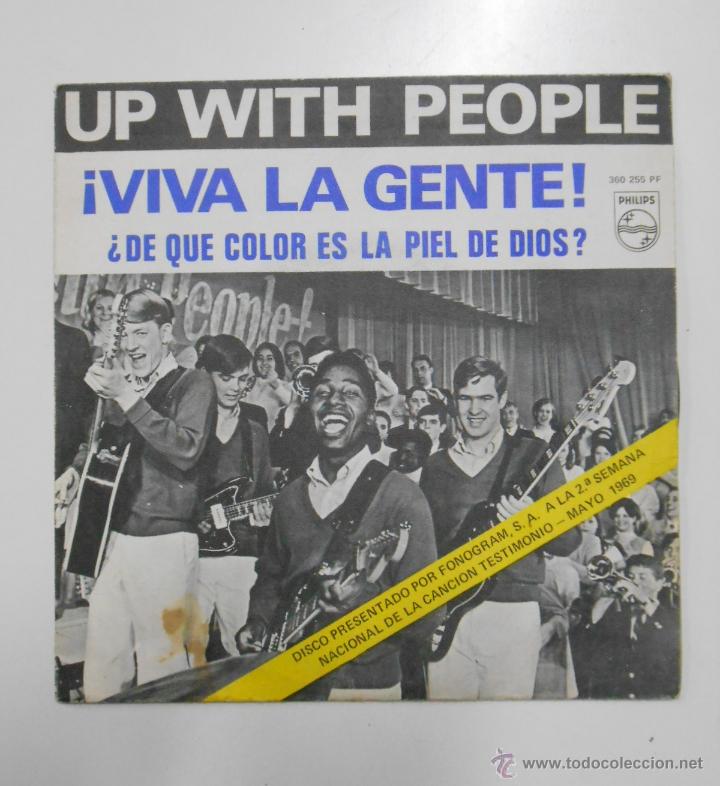 UP WITH PEOPLE
¡VIVA LA GENTE!
360 255 PF
PHILIPS
¿DE QUE COLOR ES LA PIEL DE DIOS?
People!
DISCO PRESENTADO POR FONOGRAM, S. A. A LA 2.ª SEMANA
NACIONAL DE LA CANCION TESTIMONIO — MAYO 1969
www.todocoleccion.net